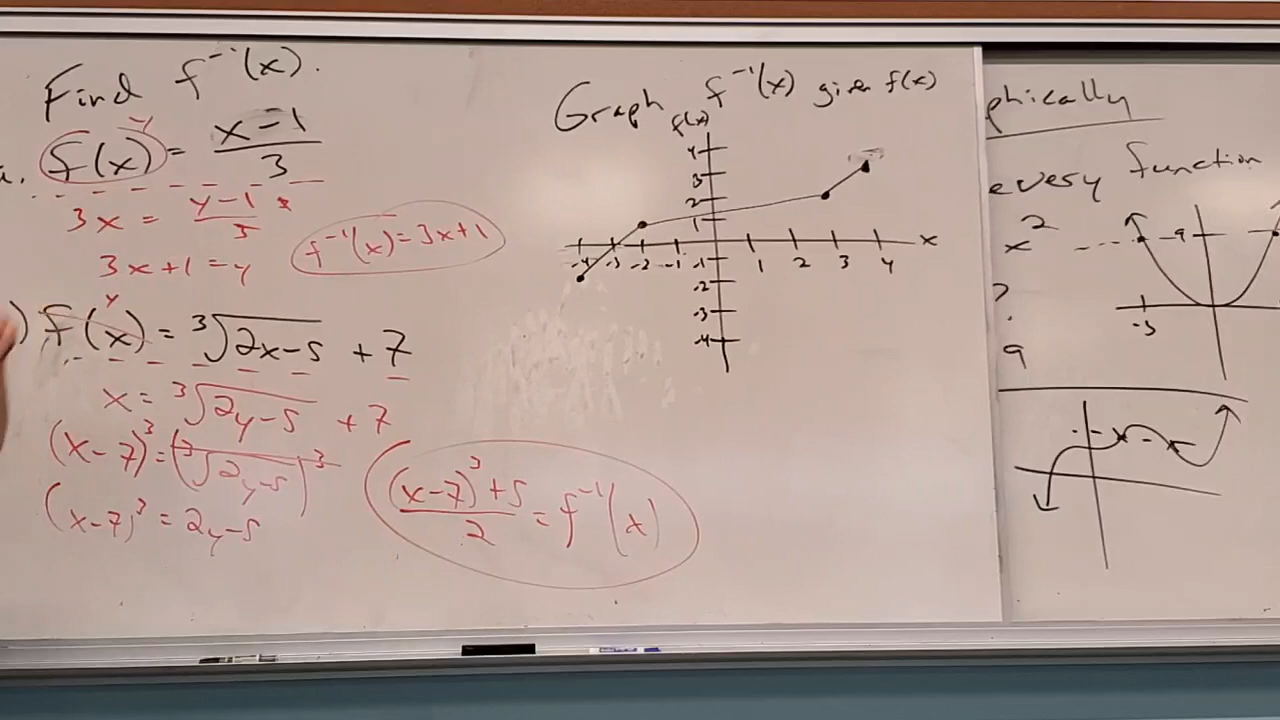 Find f⁻¹(x).
a. f(x) = (x-1)/3
y
3x = (y-1)/3
3x+1 = y
f⁻¹(x) = 3x+1
) f(x) = ³√(2x-5) + 7
y
x = ³√(2y-5) + 7
(x-7)³ = (³√(2y-5))³
(x-7)³ = 2y-5
((x-7)³+5)/2 = f⁻¹(x)
Graph f⁻¹(x) given f(x)
f(x)
4
3
2
1
-4 -3 -2 -1 1 2 3 4 x
-1
-2
-3
-4
phically
every function
x² 9
?
-3
9